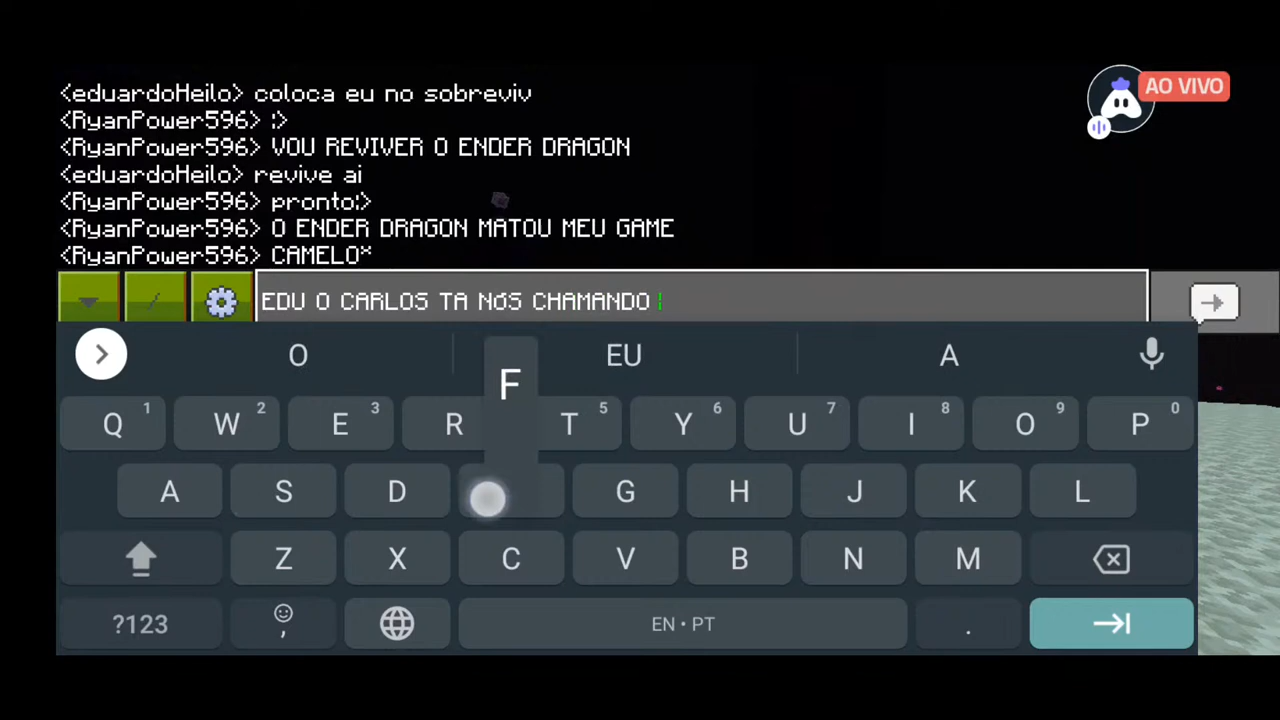 <eduardoHeilo> coloca eu no sobreviv
AO VIVO
<RyanPower596> :>
<RyanPower596> VOU REVIVER O ENDER DRAGON
<eduardoHeilo> revive ai
<RyanPower596> pronto:>
<RyanPower596> O ENDER DRAGON MATOU MEU GAME
<RyanPower596> CAMELO*
/ EDU O CARLOS TA NóS CHAMANDO
O EU A
F
Q 1 W 2 E 3 R T 5 Y 6 U 7 I 8 O 9 P 0
A S D G H J K L
Z X C V B N M
?123 , EN • PT .